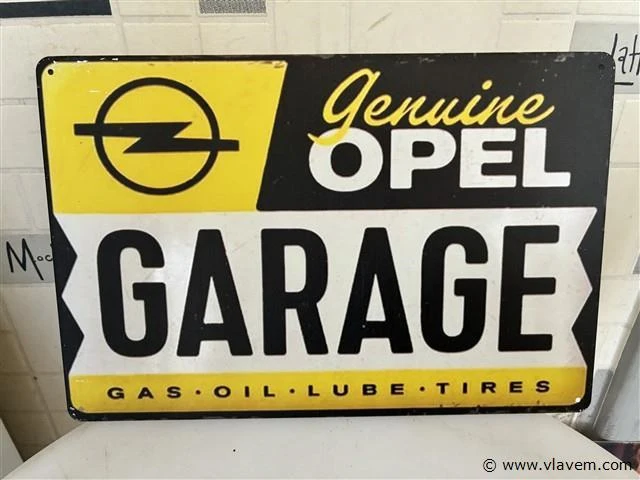 Genuine
OPEL
GARAGE
GAS · OIL · LUBE · TIRES
© www.vlavem.com